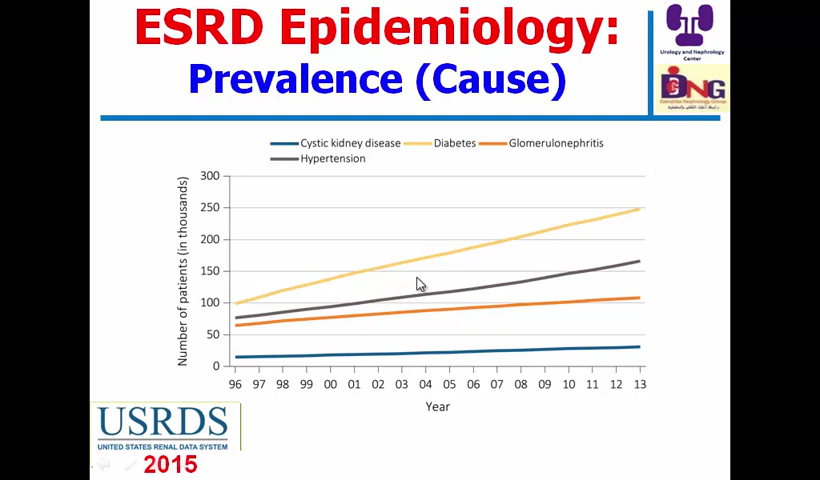 ESRD Epidemiology:
Prevalence (Cause)
Urology and Nephrology
Center
Cystic kidney disease
Diabetes
Glomerulonephritis
Hypertension
Number of patients (in thousands)
300
250
200
150
100
50
0
96 97 98 99 00 01 02 03 04 05 06 07 08 09 10 11 12 13
Year
USRDS
UNITED STATES RENAL DATA SYSTEM
2015